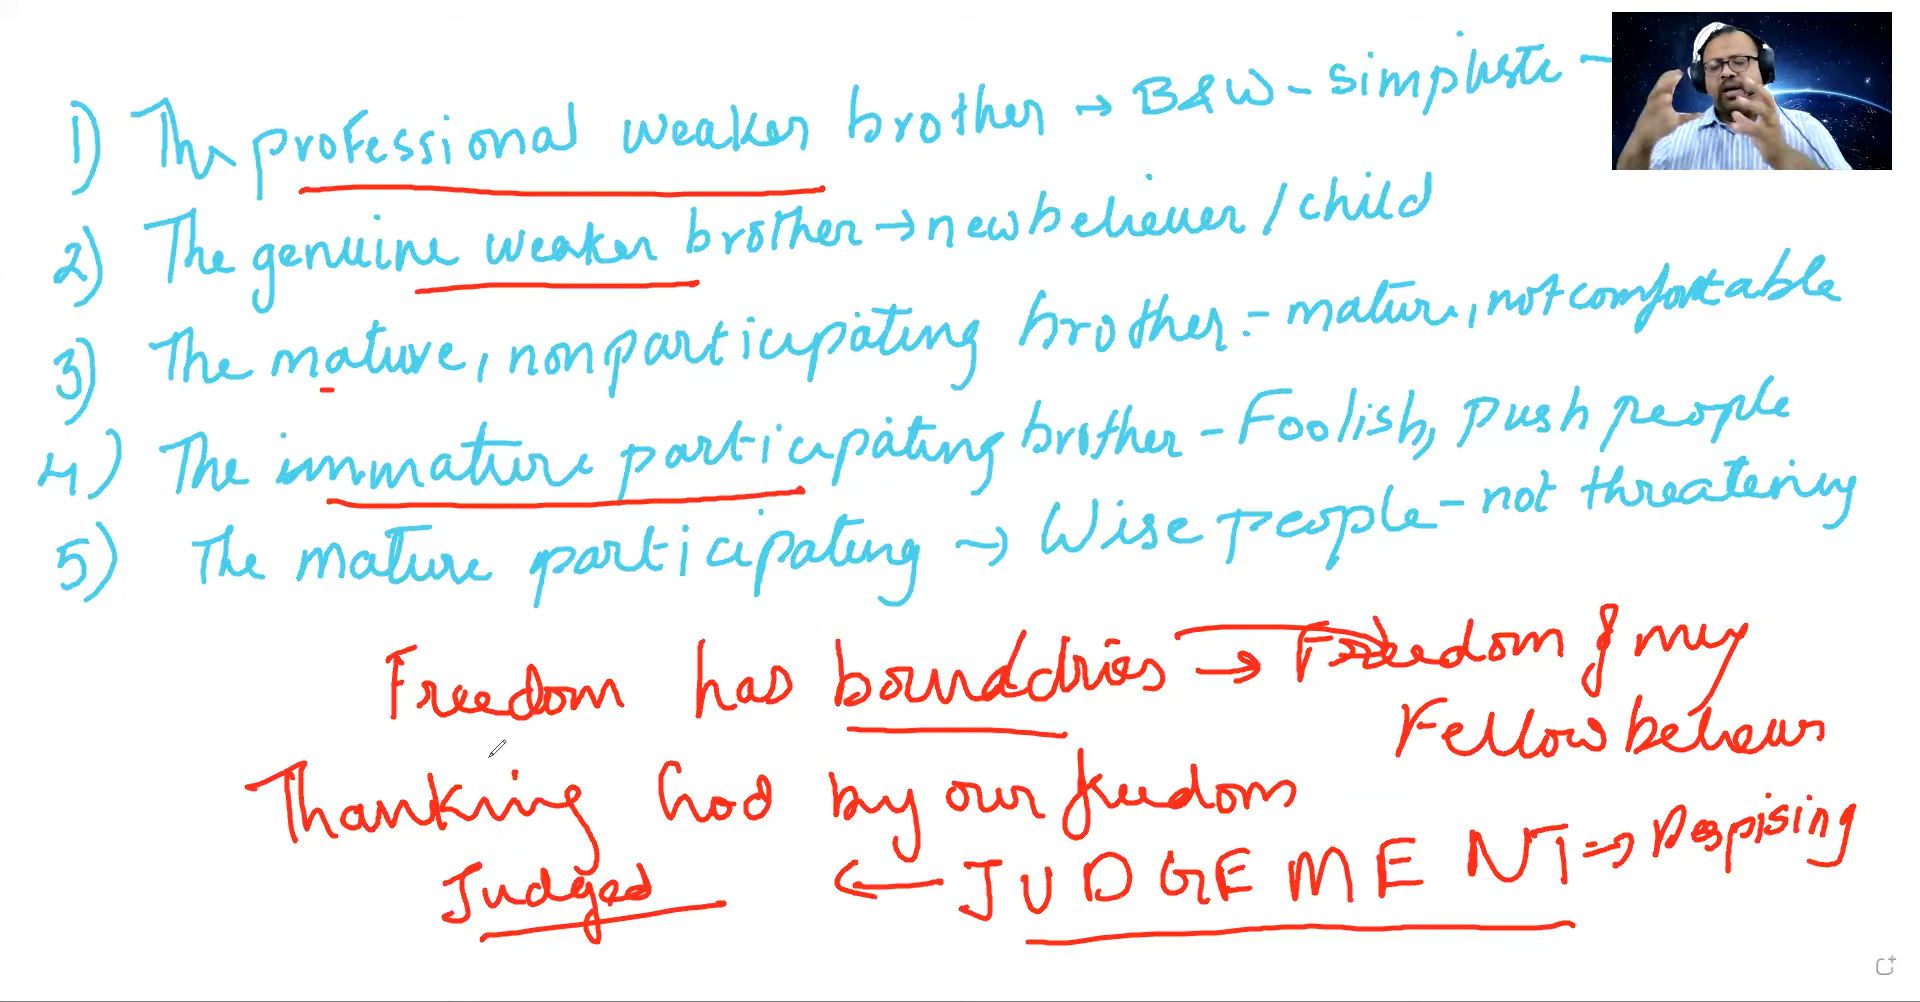 1) The professional weaker brother → B&W - simpliste -
2) The genuine weaker brother → new believer / child
3) The mature, nonparticipating brother :- mature, not comfortable
4) The immature participating brother - Foolish, push people
5) The mature participating → Wise people - not threatening
Freedom has boundries → Freedom of my
Fellow believers
Thanking God by our freedom
Judged ← JUDGEMENT → Despising